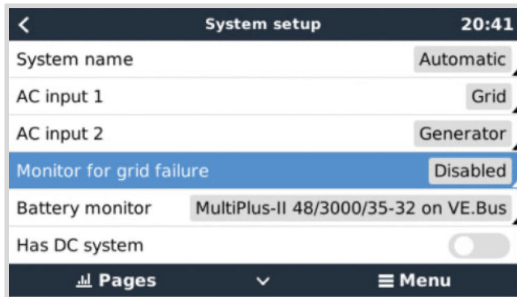 System setup 20:41
System name Automatic
AC input 1 Grid
AC input 2 Generator
Monitor for grid failure Disabled
Battery monitor MultiPlus-II 48/3000/35-32 on VE.Bus
Has DC system
Pages Menu